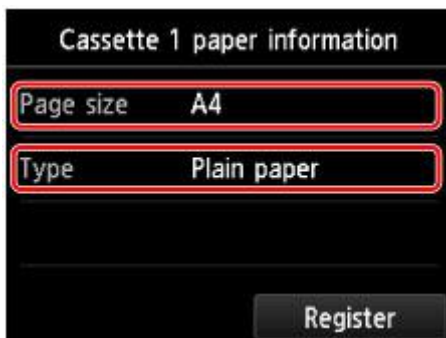 Cassette 1 paper information
Page size A4
Type Plain paper
Register